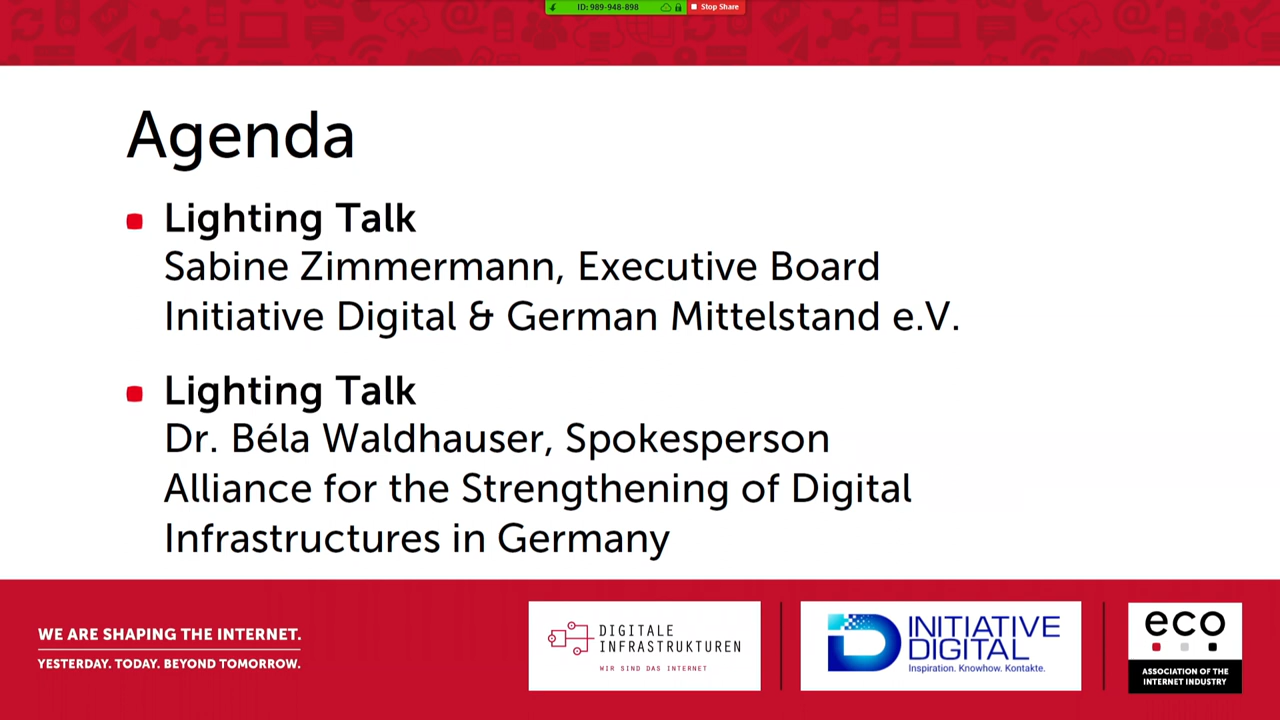 ID: 989-948-898
Stop Share
Agenda
Lighting Talk
Sabine Zimmermann, Executive Board
Initiative Digital & German Mittelstand e.V.
Lighting Talk
Dr. Béla Waldhauser, Spokesperson
Alliance for the Strengthening of Digital
Infrastructures in Germany
WE ARE SHAPING THE INTERNET.
YESTERDAY. TODAY. BEYOND TOMORROW.
DIGITALE
INFRASTRUKTUREN
WIR SIND DAS INTERNET
INITIATIVE
DIGITAL
Inspiration. Knowhow. Kontakte.
eco
ASSOCIATION OF THE
INTERNET INDUSTRY